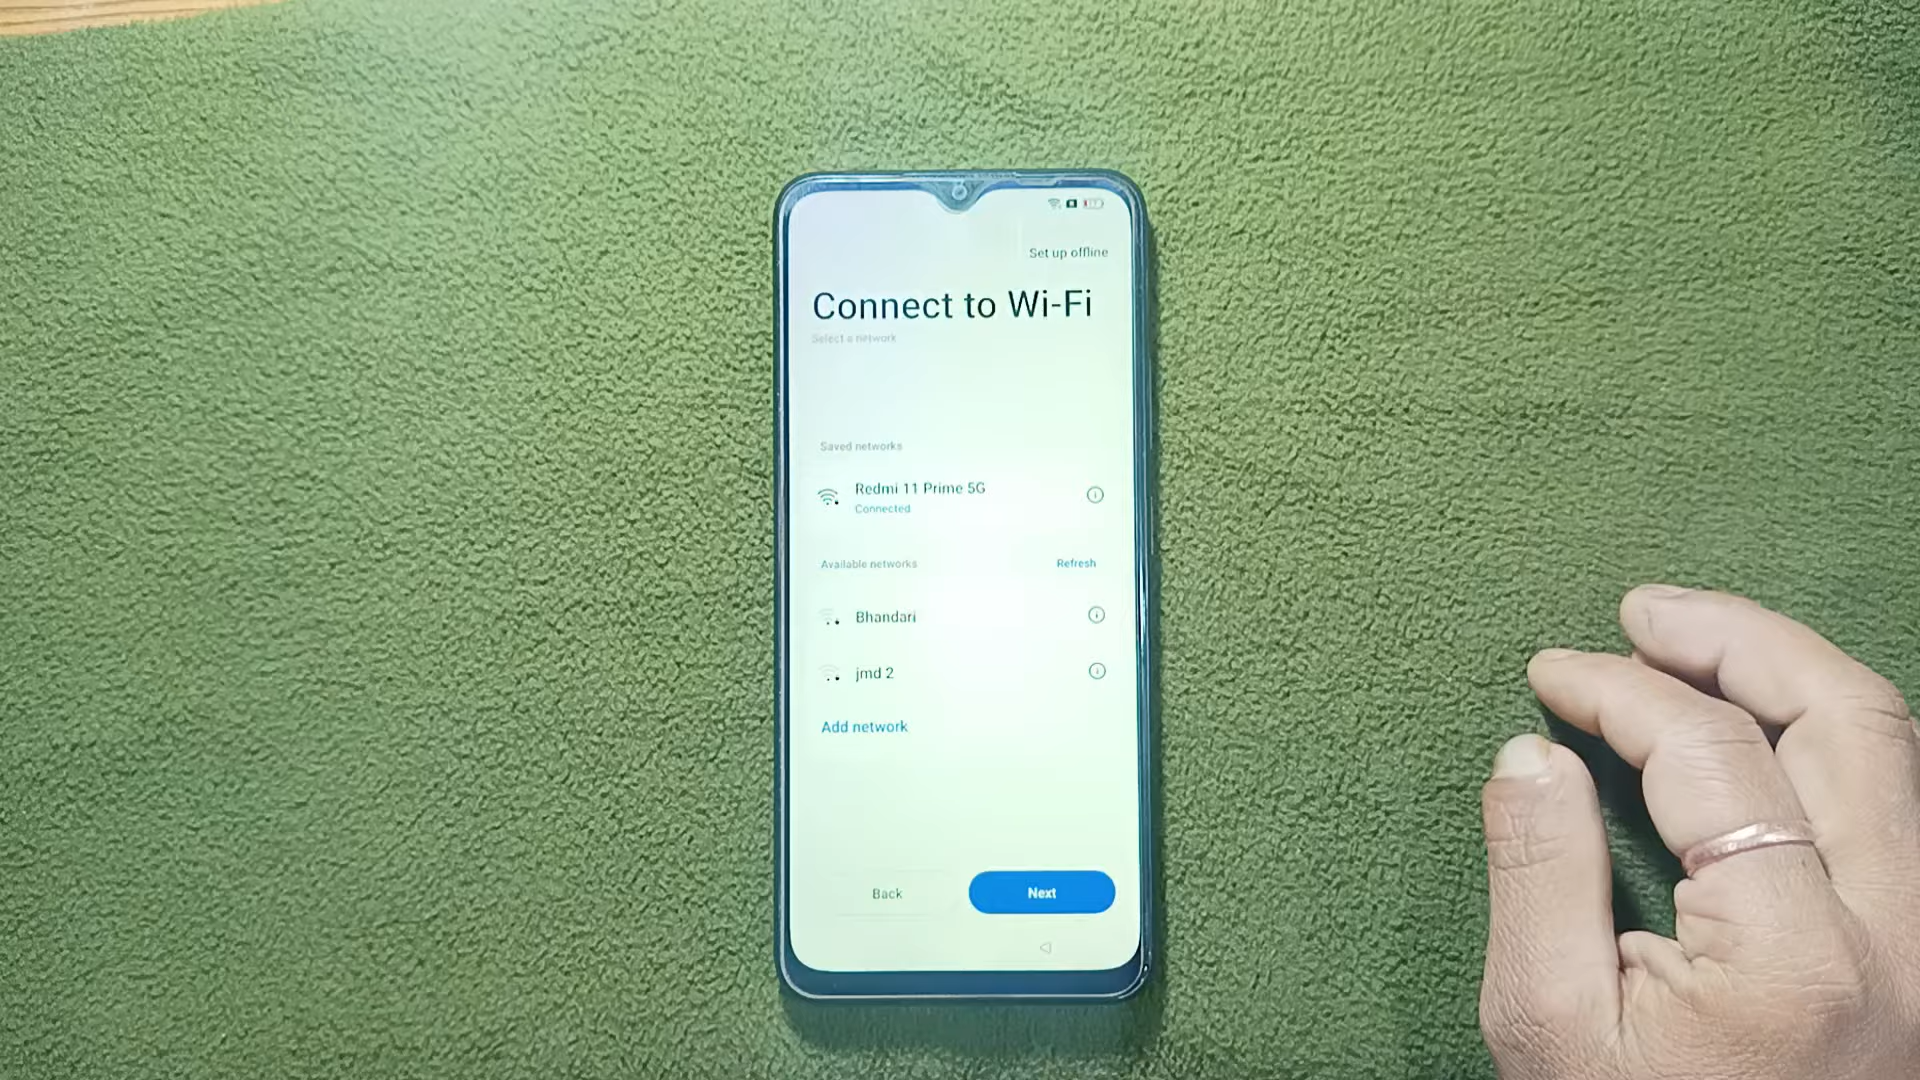 Set up offline
Connect to Wi-Fi
Select a network
Saved networks
Redmi 11 Prime 5G
Connected
Available networks
Refresh
Bhandari
jmd 2
Add network
Back
Next